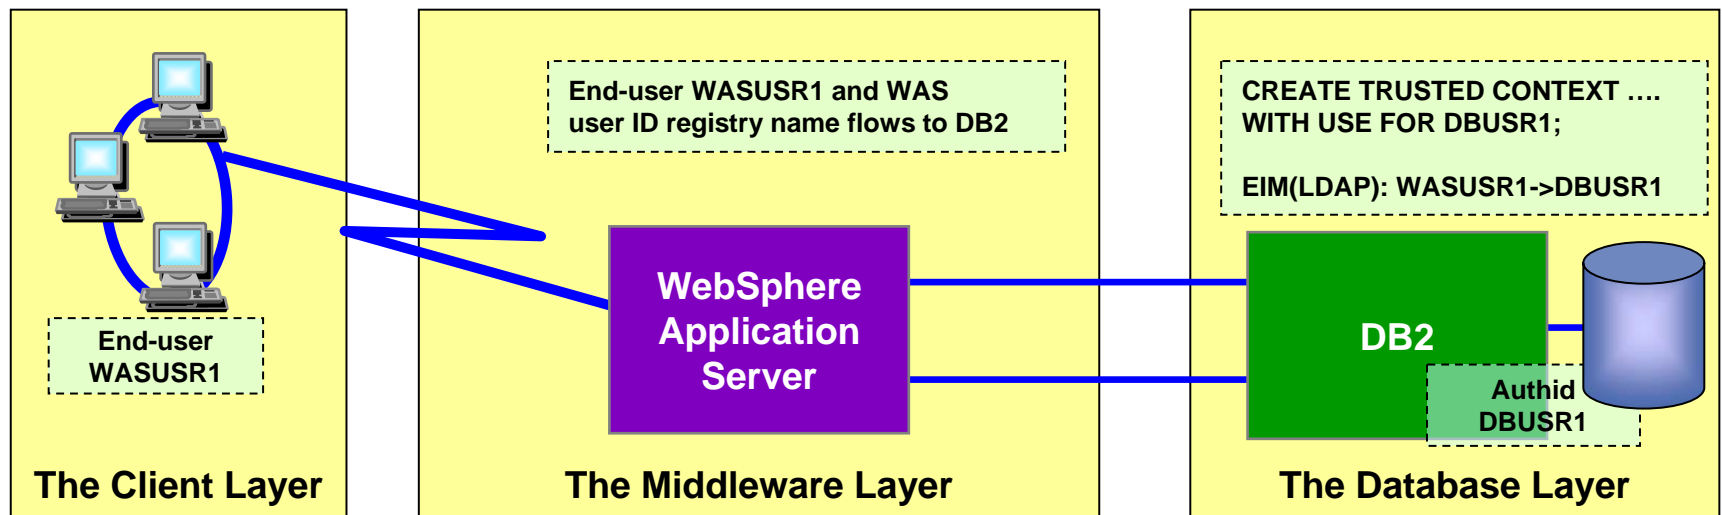 End-user
WASUSR1
The Client Layer
End-user WASUSR1 and WAS
user ID registry name flows to DB2
WebSphere
Application
Server
The Middleware Layer
CREATE TRUSTED CONTEXT ….
WITH USE FOR DBUSR1;
EIM(LDAP): WASUSR1->DBUSR1
DB2
Authid
DBUSR1
The Database Layer